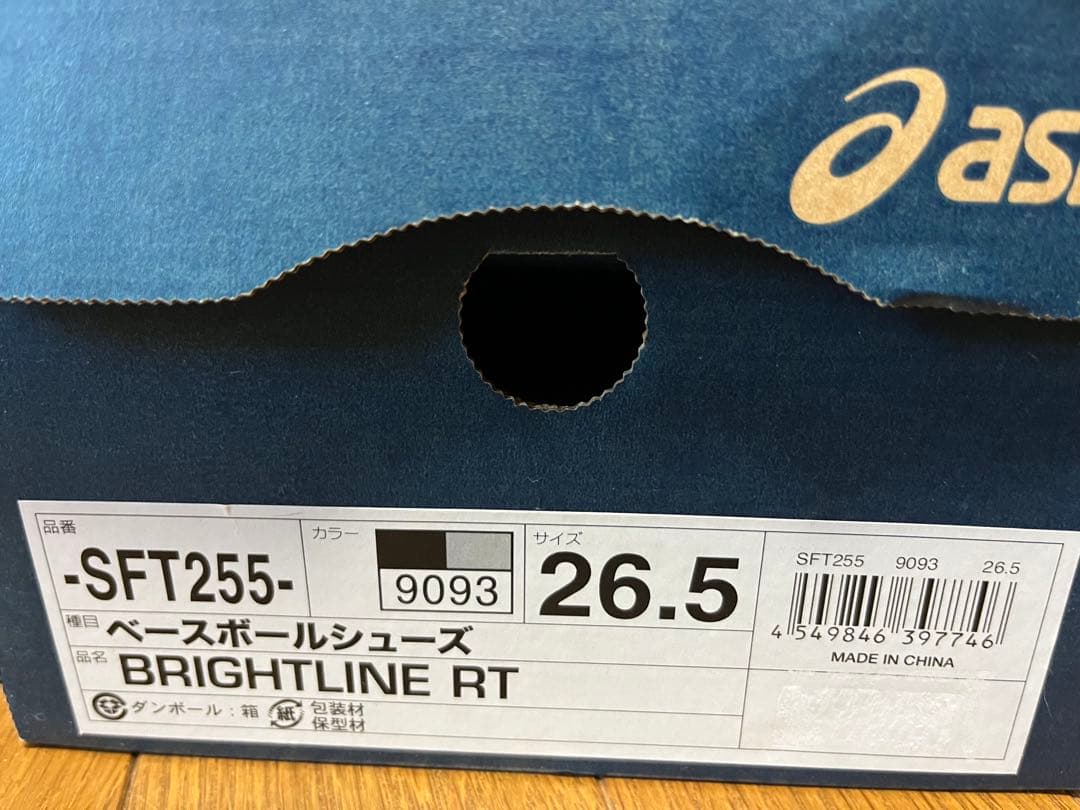 as
品番
-SFT255-
カラー
9093
サイズ
26.5
SFT255 9093 26.5
4 549846 397746
MADE IN CHINA
種目 ベースボールシューズ
品名 BRIGHTLINE RT
ダンボール：箱 紙 包装材
保型材